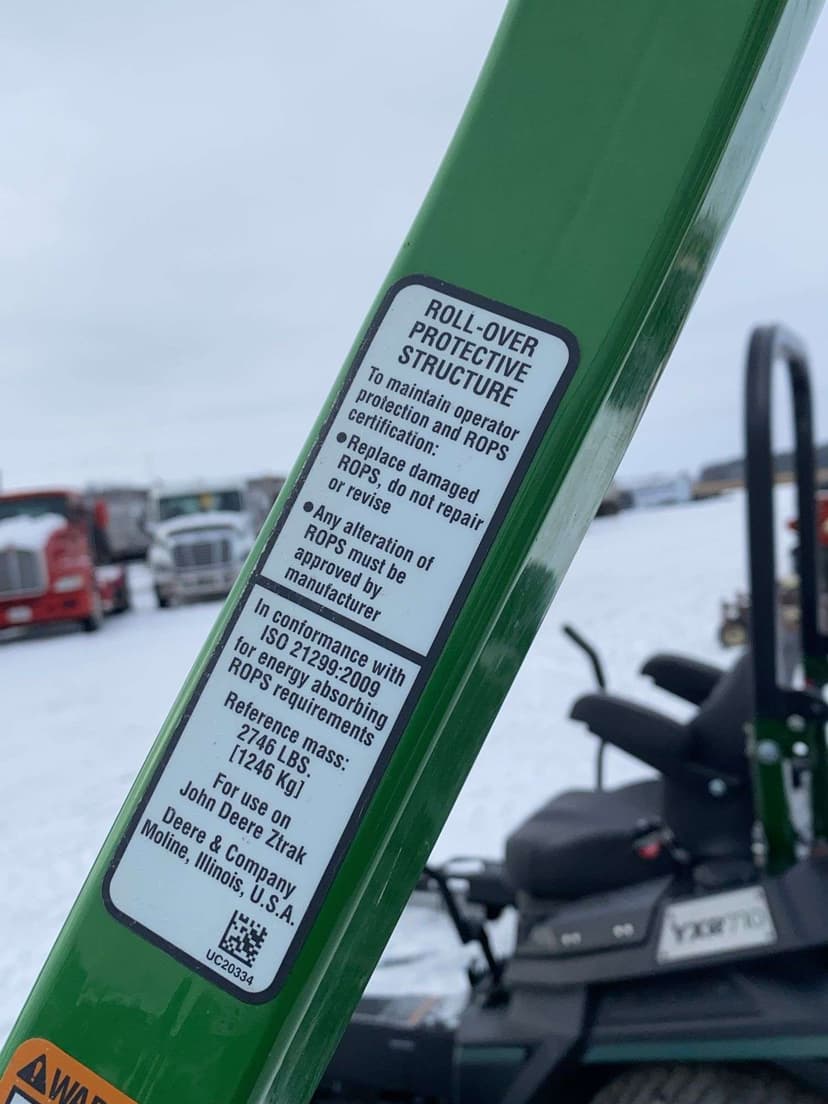 ROLL-OVER
PROTECTIVE
STRUCTURE
To maintain operator
protection and ROPS
certification:
●Replace damaged
ROPS, do not repair
or revise
●Any alteration of
ROPS must be
approved by
manufacturer
In conformance with
ISO 21299:2009
for energy absorbing
ROPS requirements
Reference mass:
2746 LBS.
[1246 Kg]
For use on
John Deere Ztrak
Deere & Company
Moline, Illinois, U.S.A.
UC20334